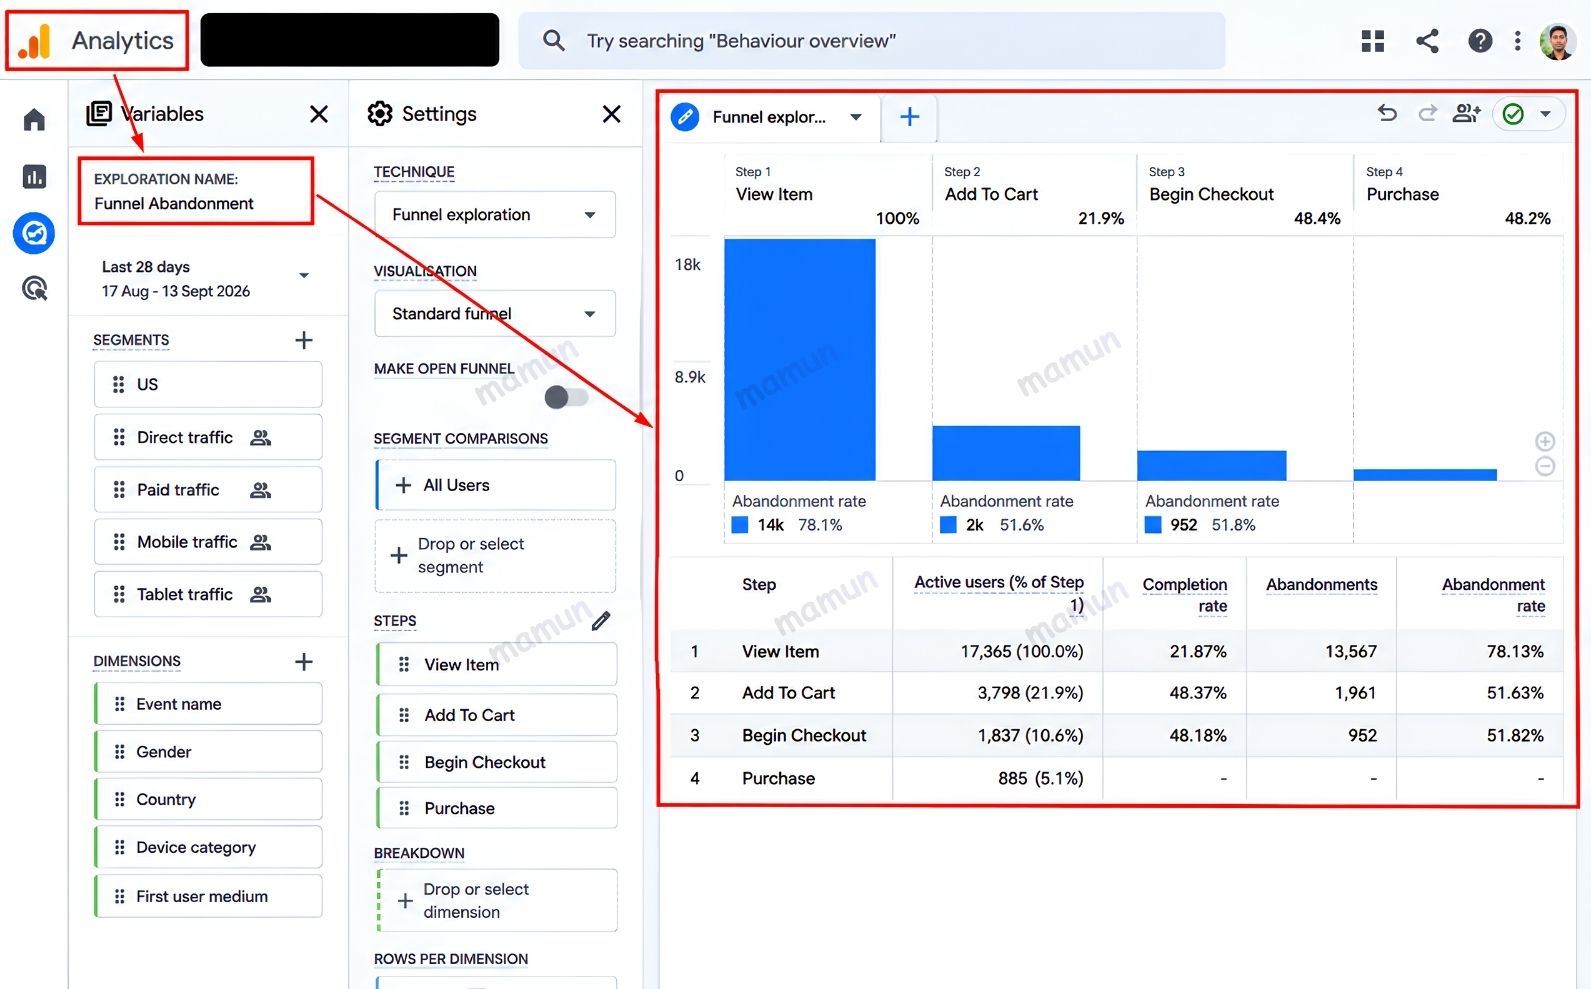 Analytics
Try searching "Behaviour overview"
Variables
EXPLORATION NAME:
Funnel Abandonment
Last 28 days
17 Aug - 13 Sept 2026
SEGMENTS
US
Direct traffic
Paid traffic
Mobile traffic
Tablet traffic
DIMENSIONS
Event name
Gender
Country
Device category
First user medium
Settings
TECHNIQUE
Funnel exploration
VISUALISATION
Standard funnel
MAKE OPEN FUNNEL
SEGMENT COMPARISONS
All Users
Drop or select
segment
STEPS
View Item
Add To Cart
Begin Checkout
Purchase
BREAKDOWN
Drop or select
dimension
ROWS PER DIMENSION
Funnel explor...
Step 1
View Item
100%
Step 2
Add To Cart
21.9%
Step 3
Begin Checkout
48.4%
Step 4
Purchase
48.2%
18k
8.9k
0
Abandonment rate
14k 78.1%
Abandonment rate
2k 51.6%
Abandonment rate
952 51.8%
Step Active users (% of Step 1) Completion rate Abandonments Abandonment rate
1 View Item 17,365 (100.0%) 21.87% 13,567 78.13%
2 Add To Cart 3,798 (21.9%) 48.37% 1,961 51.63%
3 Begin Checkout 1,837 (10.6%) 48.18% 952 51.82%
4 Purchase 885 (5.1%) - - -
mamun
mamun
mamun
mamun
mamun
mamun